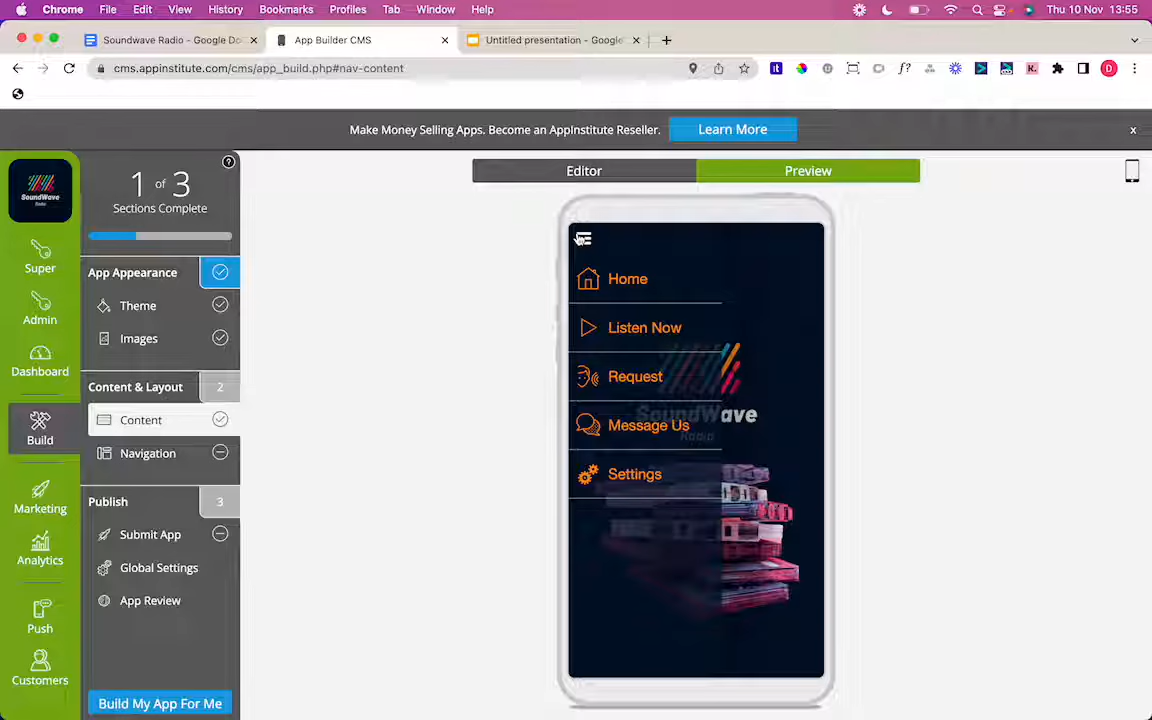 Chrome File Edit View History Bookmarks Profiles Tab Window Help Thu 10 Nov 13:55
Soundwave Radio - Google Do App Builder CMS Untitled presentation - Google
cms.appinstitute.com/cms/app_build.php#nav-content
Make Money Selling Apps. Become an AppInstitute Reseller. Learn More x
SoundWave
Radio
Super
Admin
Dashboard
Build
Marketing
Analytics
Push
Customers
1 of 3
Sections Complete
App Appearance
Theme
Images
Content & Layout 2
Content
Navigation
Publish 3
Submit App
Global Settings
App Review
Build My App For Me
Editor Preview
Home
Listen Now
Request
Message Us
Settings
SoundWave
Radio